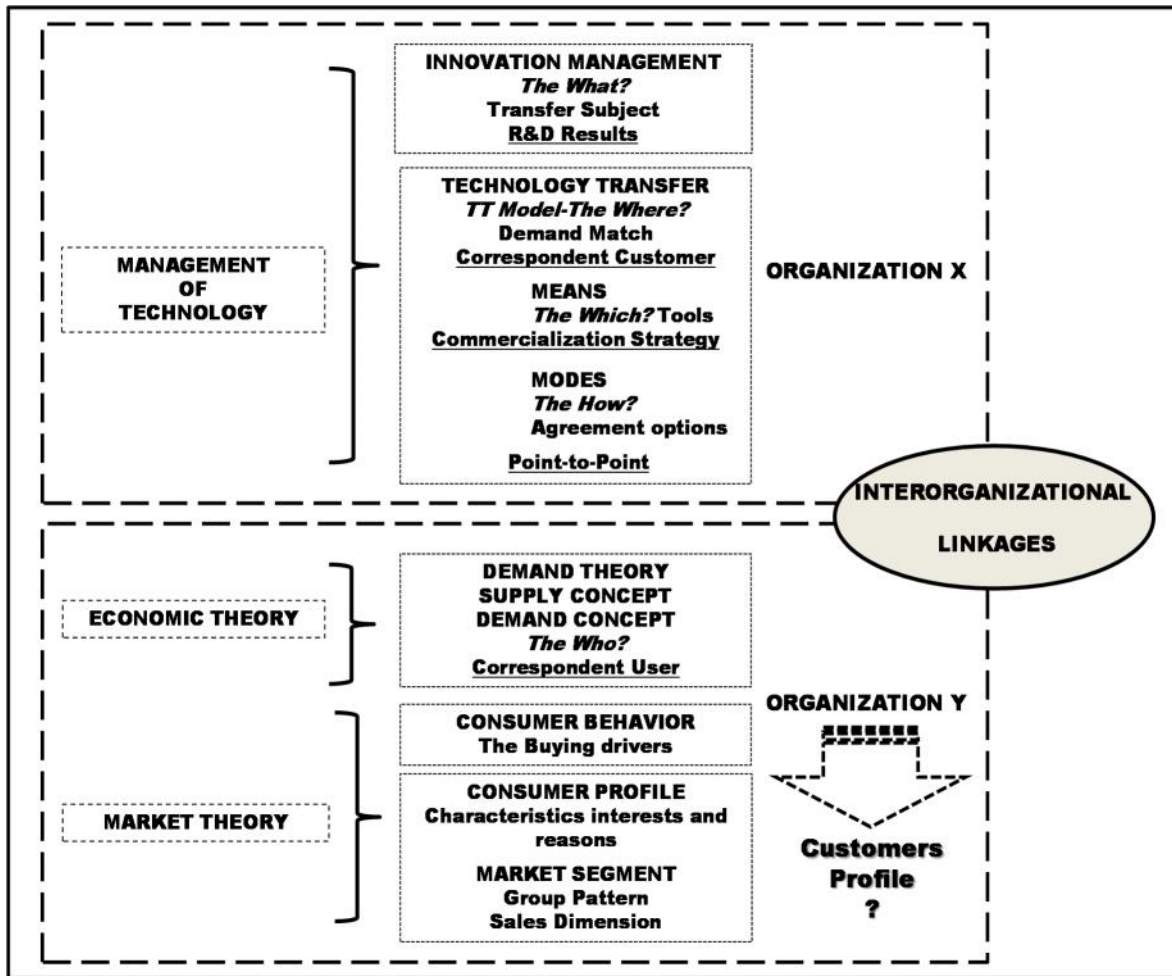 INNOVATION MANAGEMENT
The What?
Transfer Subject
R&D Results
TECHNOLOGY TRANSFER
TT Model-The Where?
Demand Match
Correspondent Customer
MEANS
The Which? Tools
Commercialization Strategy
MODES
The How?
Agreement options
Point-to-Point
MANAGEMENT
OF
TECHNOLOGY
ORGANIZATION X
INTERORGANIZATIONAL
LINKAGES
ECONOMIC THEORY
DEMAND THEORY
SUPPLY CONCEPT
DEMAND CONCEPT
The Who?
Correspondent User
MARKET THEORY
CONSUMER BEHAVIOR
The Buying drivers
CONSUMER PROFILE
Characteristics interests and
reasons
MARKET SEGMENT
Group Pattern
Sales Dimension
ORGANIZATION Y
Customers
Profile
?